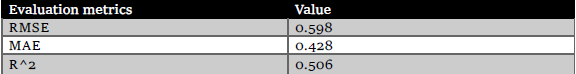 Evaluation metrics Value
RMSE 0.598
MAE 0.428
R^2 0.506